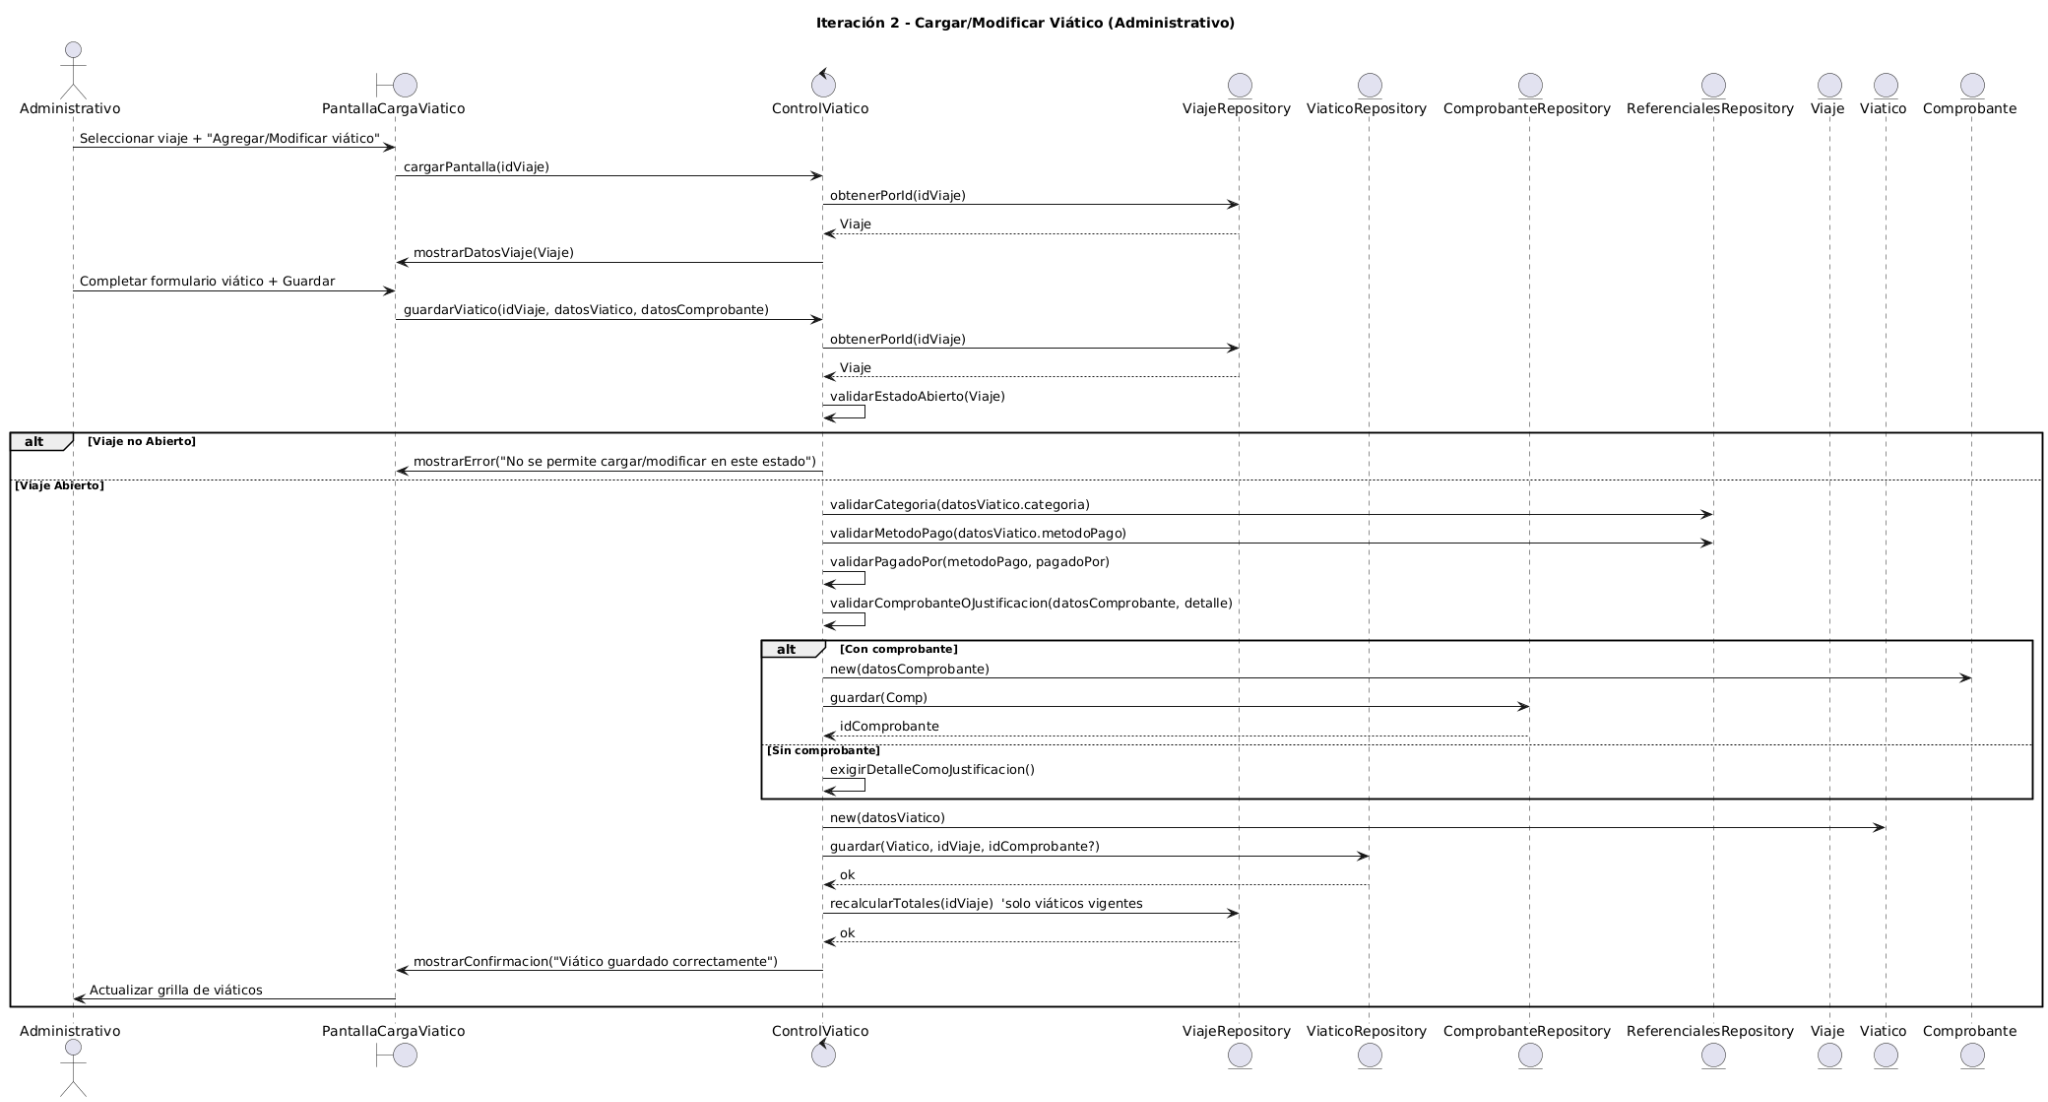 Iteración 2 - Cargar/Modificar Viático (Administrativo)
Administrativo
PantallaCargaViatico
ControlViatico
ViajeRepository
ViaticoRepository
ComprobanteRepository
ReferencialesRepository
Viaje
Viatico
Comprobante
Seleccionar viaje + "Agregar/Modificar viático"
cargarPantalla(idViaje)
obtenerPorId(idViaje)
Viaje
mostrarDatosViaje(Viaje)
Completar formulario viático + Guardar
guardarViatico(idViaje, datosViatico, datosComprobante)
obtenerPorId(idViaje)
Viaje
validarEstadoAbierto(Viaje)
alt
[Viaje no Abierto]
mostrarError("No se permite cargar/modificar en este estado")
[Viaje Abierto]
validarCategoria(datosViatico.categoria)
validarMetodoPago(datosViatico.metodoPago)
validarPagadoPor(metodoPago, pagadoPor)
validarComprobanteOJustificacion(datosComprobante, detalle)
alt
[Con comprobante]
new(datosComprobante)
guardar(Comp)
idComprobante
[Sin comprobante]
exigirDetalleComoJustificacion()
new(datosViatico)
guardar(Viatico, idViaje, idComprobante?)
ok
recalcularTotales(idViaje)  'solo viáticos vigentes
ok
mostrarConfirmacion("Viático guardado correctamente")
Actualizar grilla de viáticos
Administrativo
PantallaCargaViatico
ControlViatico
ViajeRepository
ViaticoRepository
ComprobanteRepository
ReferencialesRepository
Viaje
Viatico
Comprobante